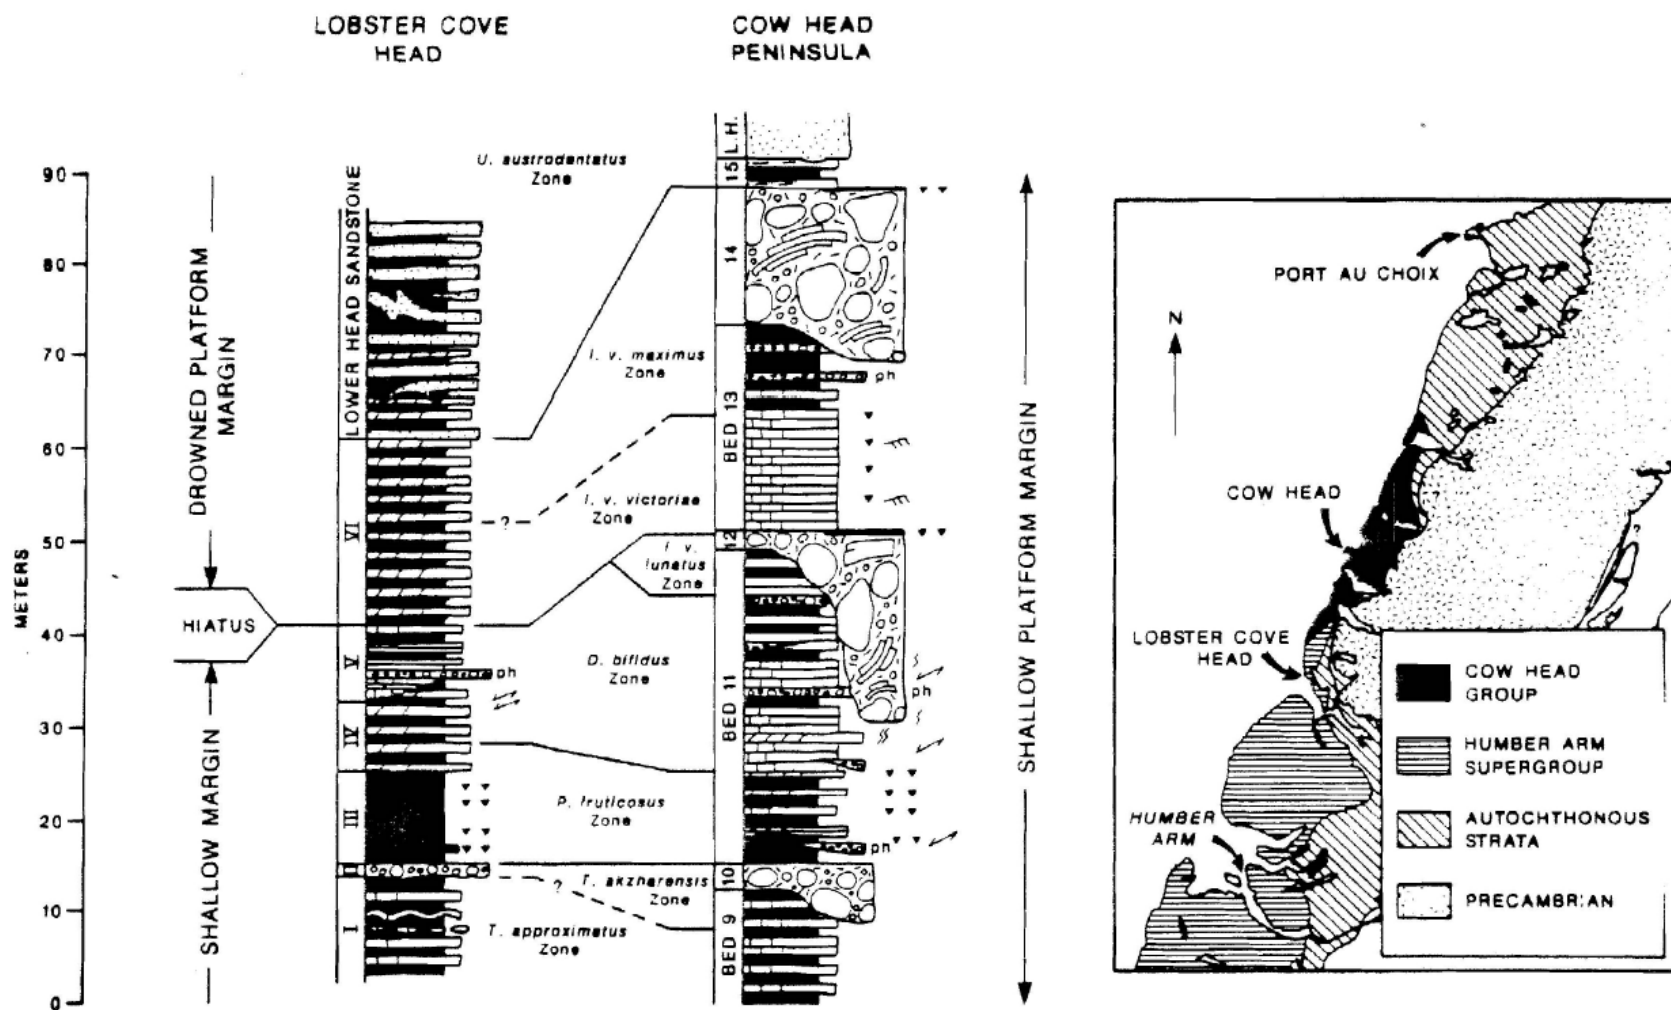 LOBSTER COVE
HEAD
COW HEAD
PENINSULA
METERS
90
80
70
60
50
40
30
20
10
0
DROWNED PLATFORM
MARGIN
HIATUS
SHALLOW MARGIN
LOWER HEAD SANDSTONE
VI
V
IV
III
II
I
ph
U. austrodentatus
Zone
I. v. maximus
Zone
?
I. v. victoriae
Zone
I. v.
lunatus
Zone
D. bifidus
Zone
P. fruticosus
Zone
?
T. akzharensis
Zone
T. approximatus
Zone
L.H.
15
14
BED 13
12
BED 11
10
BED 9
ph
ph
ph
SHALLOW PLATFORM MARGIN
N
PORT AU CHOIX
COW HEAD
LOBSTER COVE
HEAD
HUMBER
ARM
COW HEAD
GROUP
HUMBER ARM
SUPERGROUP
AUTOCHTHONOUS
STRATA
PRECAMBRIAN